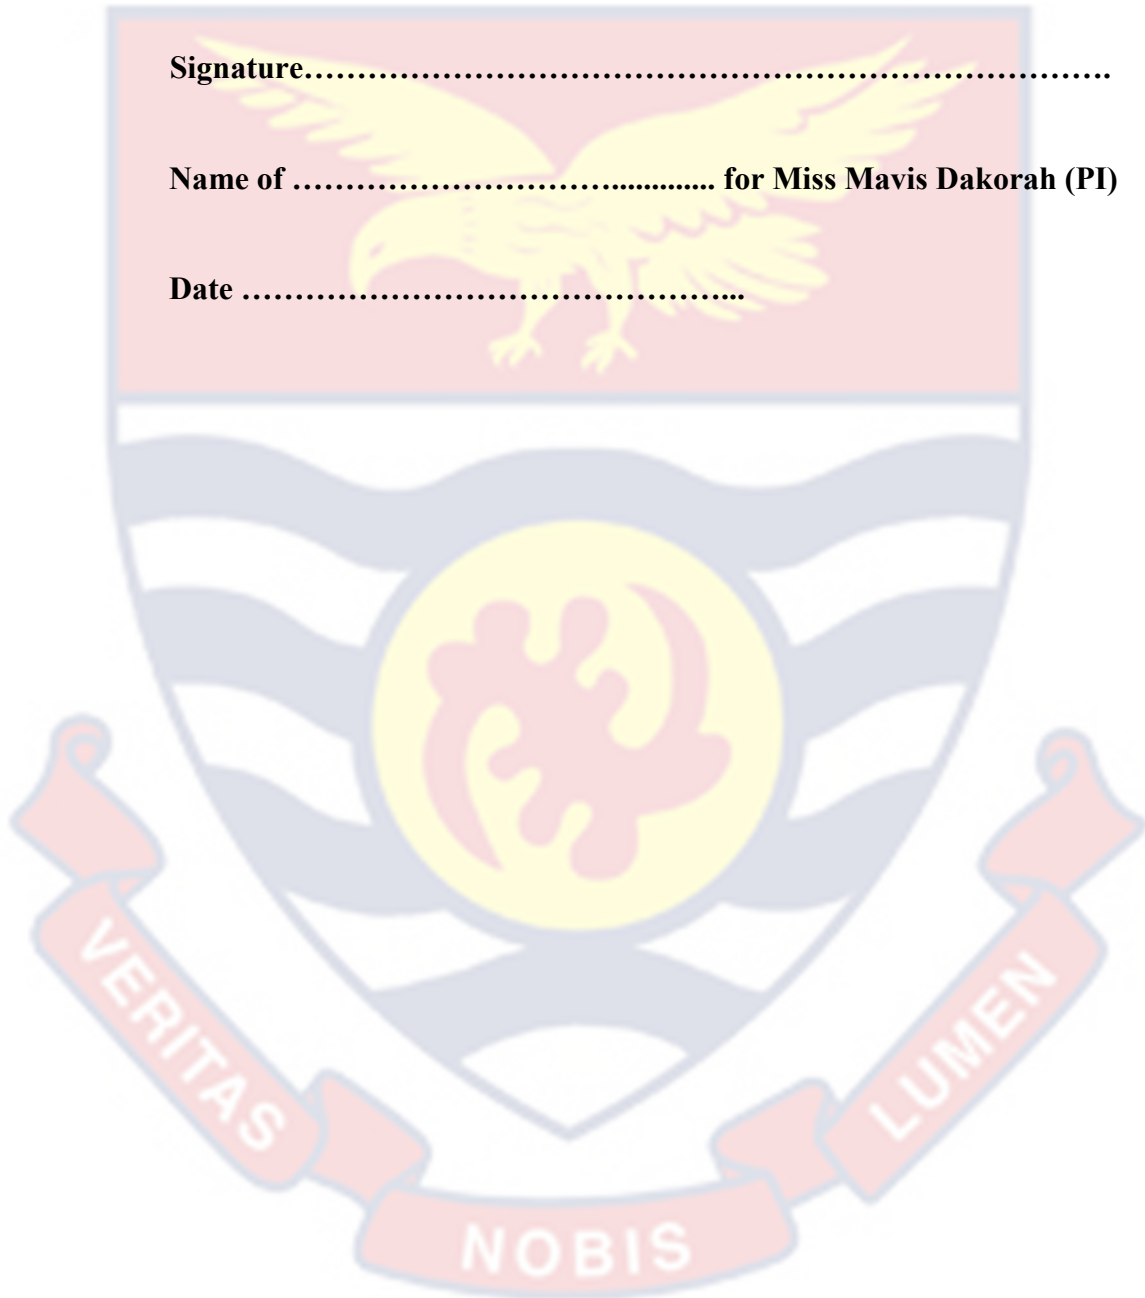 Signature……………………………………………………………………….
Name of …………………………............. for Miss Mavis Dakorah (PI)
Date ………………………………………...
VERITAS
NOBIS
LUMEN